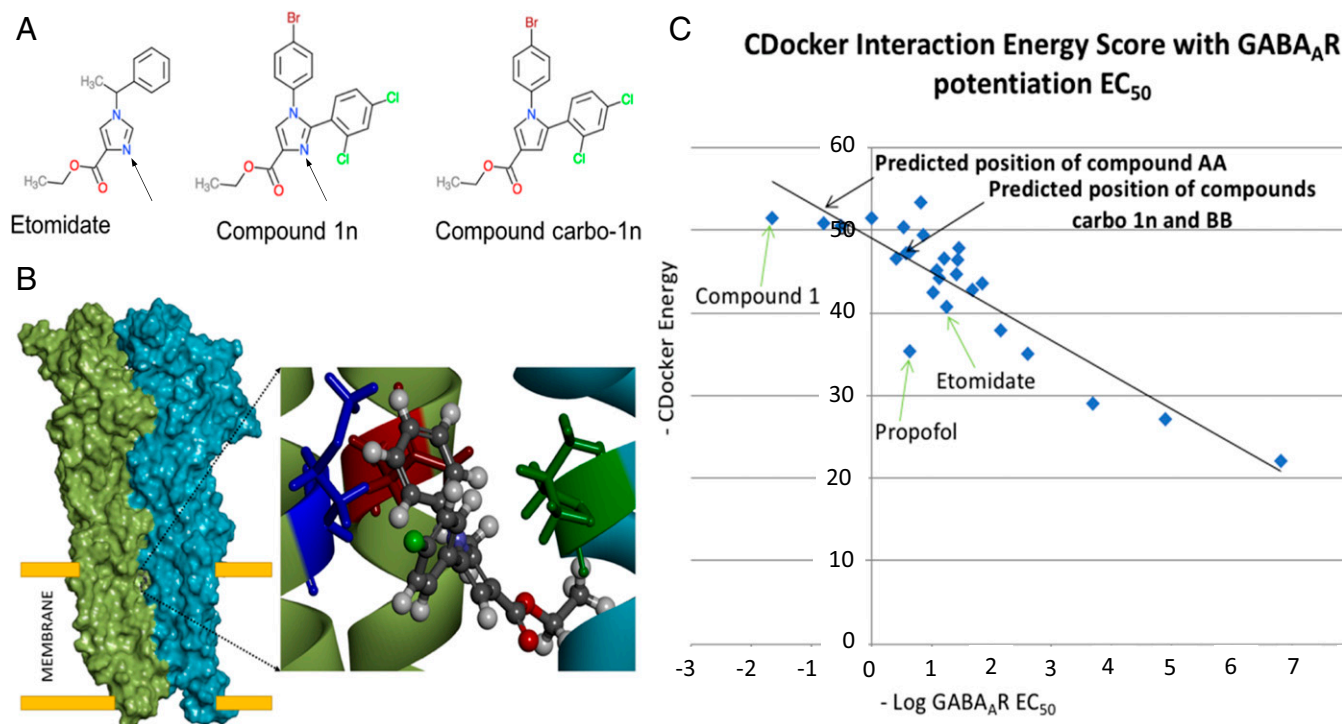 A
Br
H₃C
N
N
O
O
H₃C
Etomidate
Br
N
N
Cl
Cl
O
O
H₃C
Compound 1n
Br
N
Cl
Cl
O
O
H₃C
Compound carbo-1n
B
MEMBRANE
C
CDocker Interaction Energy Score with GABA_AR
potentiation EC₅₀
60
50
40
30
20
10
0
Predicted position of compound AA
Predicted position of compounds
carbo 1n and BB
Compound 1
Etomidate
Propofol
- CDocker Energy
-3 -2 -1 0 1 2 3 4 5 6 7
- Log GABA_AR EC₅₀